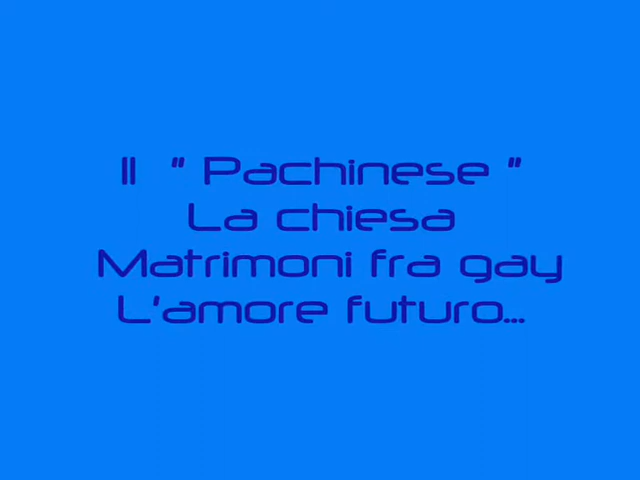 Il " Pachinese "
La chiesa
Matrimoni fra gay
L'amore futuro...